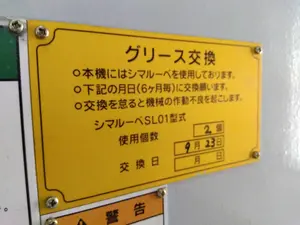 グリース交換
○本機にはシマルーベを使用しております。
○下記の月日(6ヶ月毎)に交換願います。
○交換を怠ると機械の作動不良を起こします。
シマルーベSL01型式
使用個数 2個
9月23日
交換日 月 日
警告